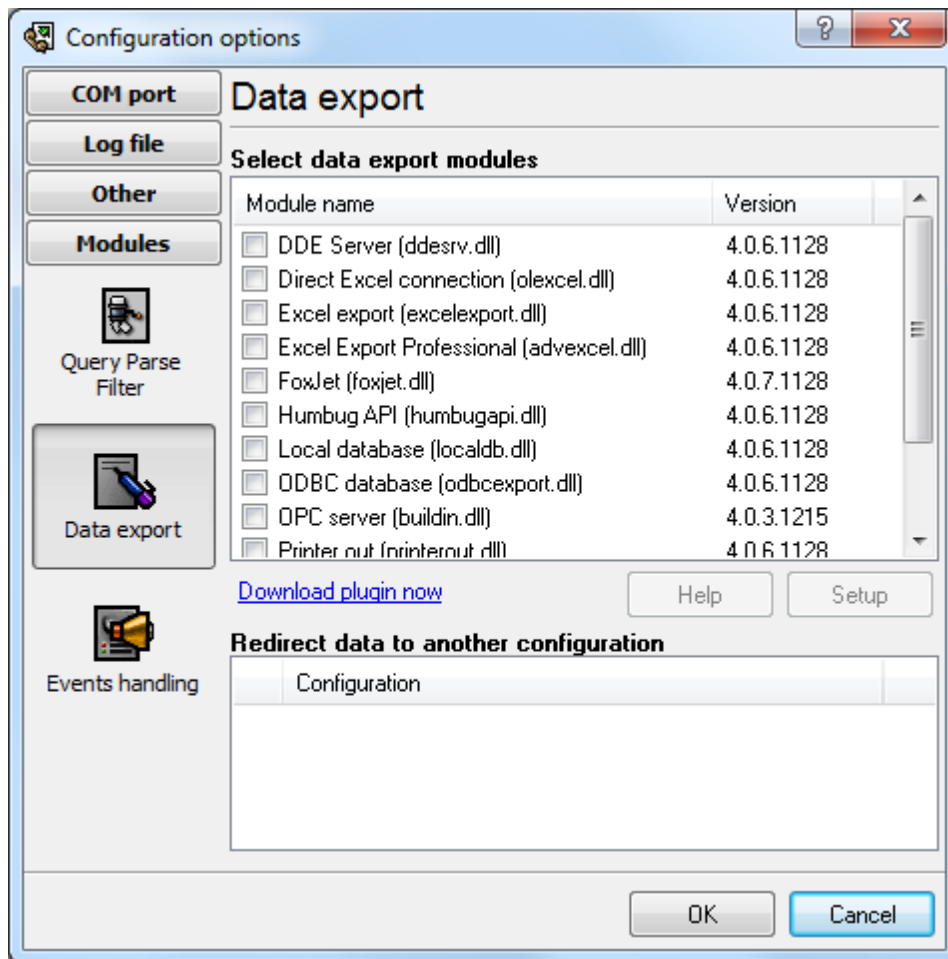 Configuration options
COM port
Log file
Other
Modules
Query Parse
Filter
Data export
Events handling
Data export
Select data export modules
Module name Version
DDE Server (ddesrv.dll) 4.0.6.1128
Direct Excel connection (olexcel.dll) 4.0.6.1128
Excel export (excelexport.dll) 4.0.6.1128
Excel Export Professional (advexcel.dll) 4.0.6.1128
FoxJet (foxjet.dll) 4.0.7.1128
Humbug API (humbugapi.dll) 4.0.6.1128
Local database (localdb.dll) 4.0.6.1128
ODBC database (odbcexport.dll) 4.0.6.1128
OPC server (buildin.dll) 4.0.3.1215
Printer out (printerout.dll) 4.0.6.1128
Download plugin now
Help
Setup
Redirect data to another configuration
Configuration
OK
Cancel